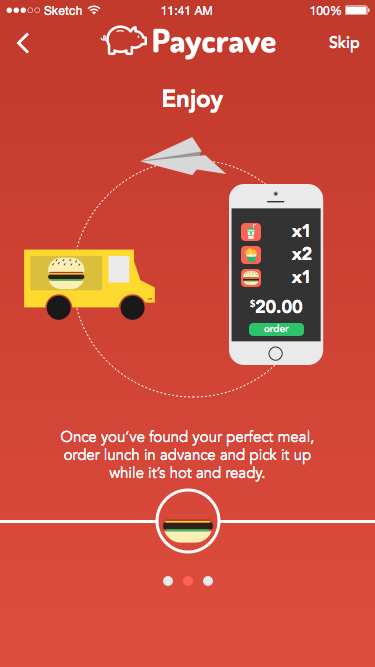 Sketch 11:41 AM 100%
Paycrave Skip
Enjoy
x1
x2
x1
$20.00
order
Once you’ve found your perfect meal,
order lunch in advance and pick it up
while it’s hot and ready.